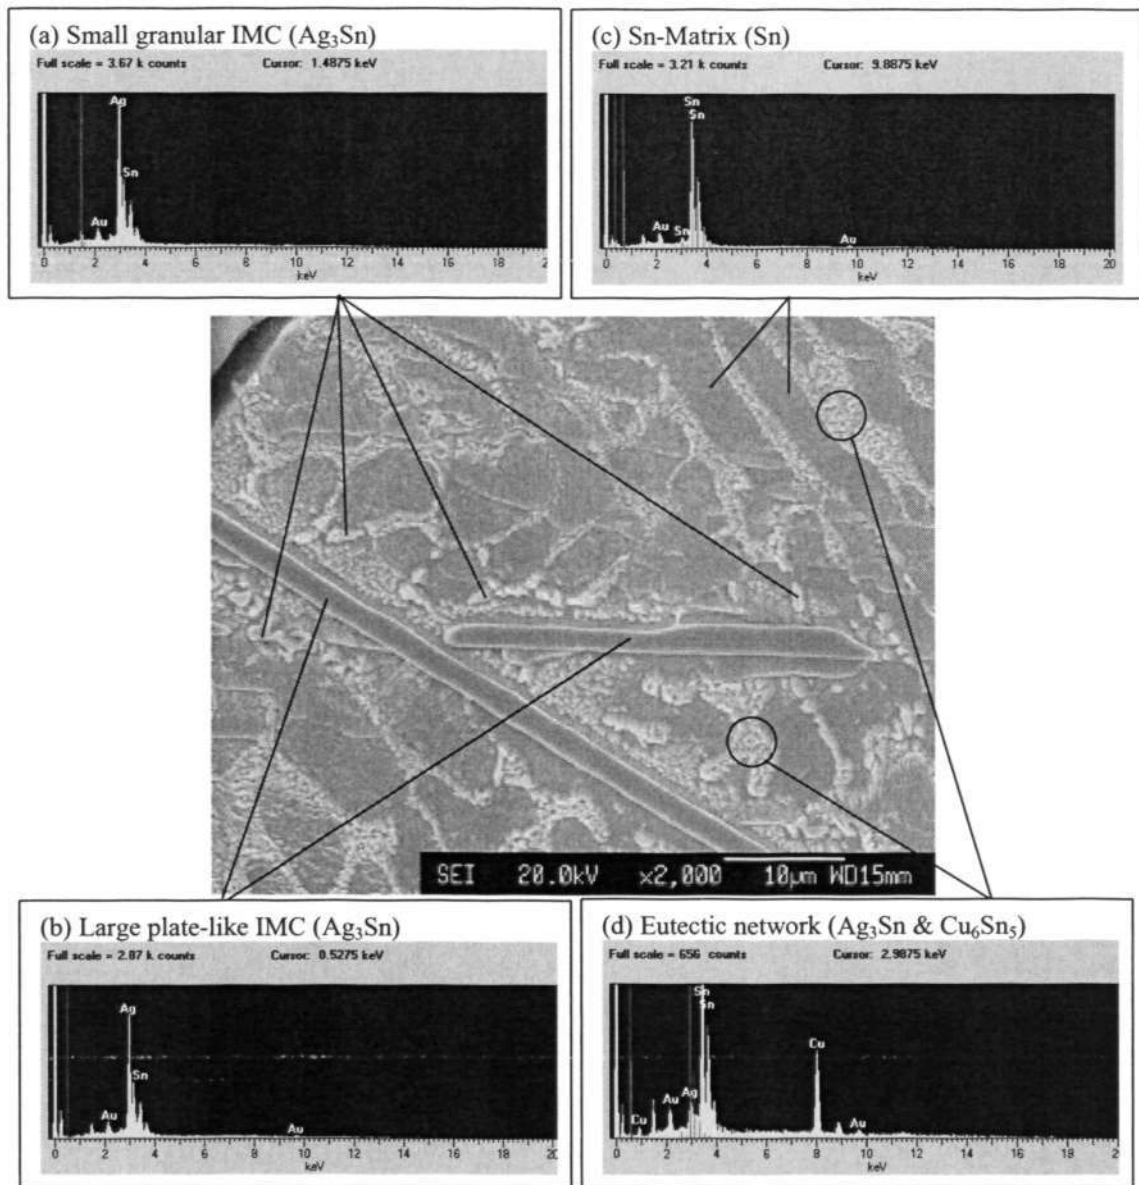 (a) Small granular IMC (Ag₃Sn)
Full scale = 3.67 k counts Cursor: 1.4875 keV
Ag
Sn
Au
0 2 4 6 8 10 12 14 16 18 2
keV
(c) Sn-Matrix (Sn)
Full scale = 3.21 k counts Cursor: 9.8875 keV
Sn
Sn
Au
Sn
Au
0 2 4 6 8 10 12 14 16 18 20
keV
SEI 20.0kV ×2,000 10μm WD15mm
(b) Large plate-like IMC (Ag₃Sn)
Full scale = 2.87 k counts Cursor: 0.5275 keV
Ag
Sn
Au
Au
0 2 4 6 8 10 12 14 16 18 20
keV
(d) Eutectic network (Ag₃Sn & Cu₆Sn₅)
Full scale = 656 counts Cursor: 2.9875 keV
Sn
Sn
Cu
Ag
Au
Cu
Au
0 2 4 6 8 10 12 14 16 18 2
keV